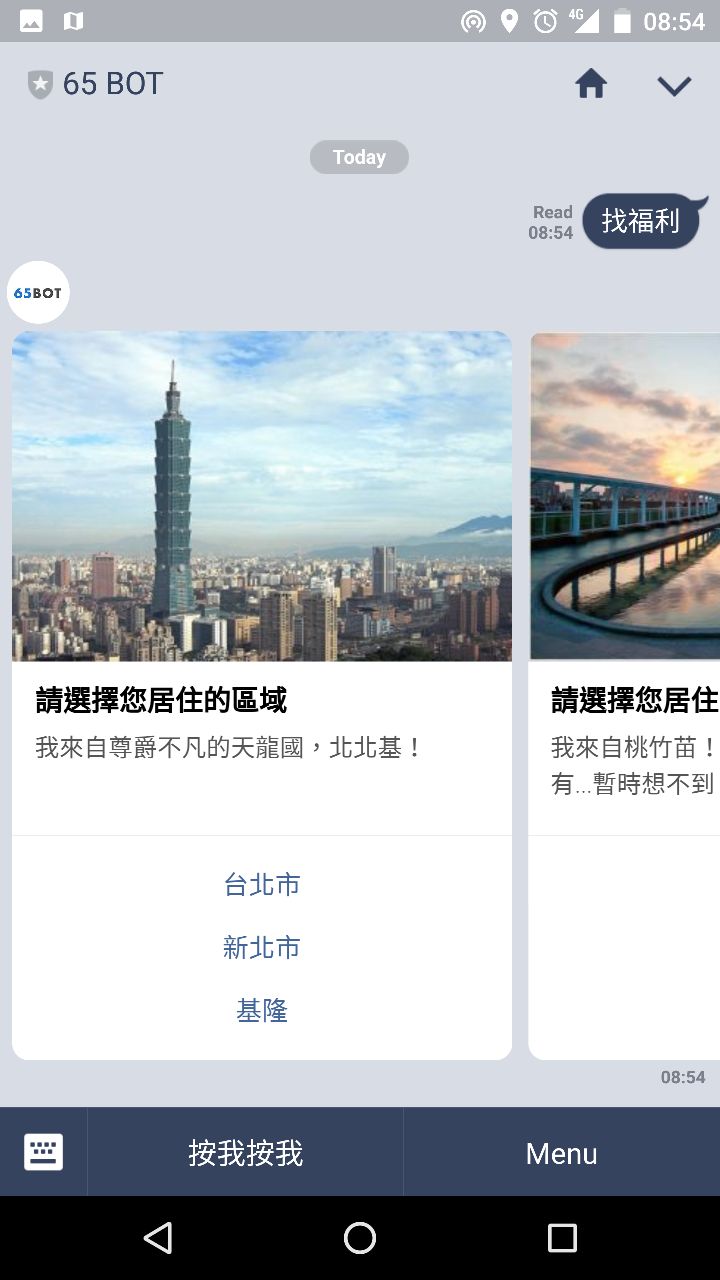 4G 08:54
65 BOT
Today
Read
08:54
找福利
65BOT
請選擇您居住的區域
我來自尊爵不凡的天龍國，北北基！
台北市
新北市
基隆
請選擇您居住
我來自桃竹苗！
有...暫時想不到
08:54
按我按我
Menu